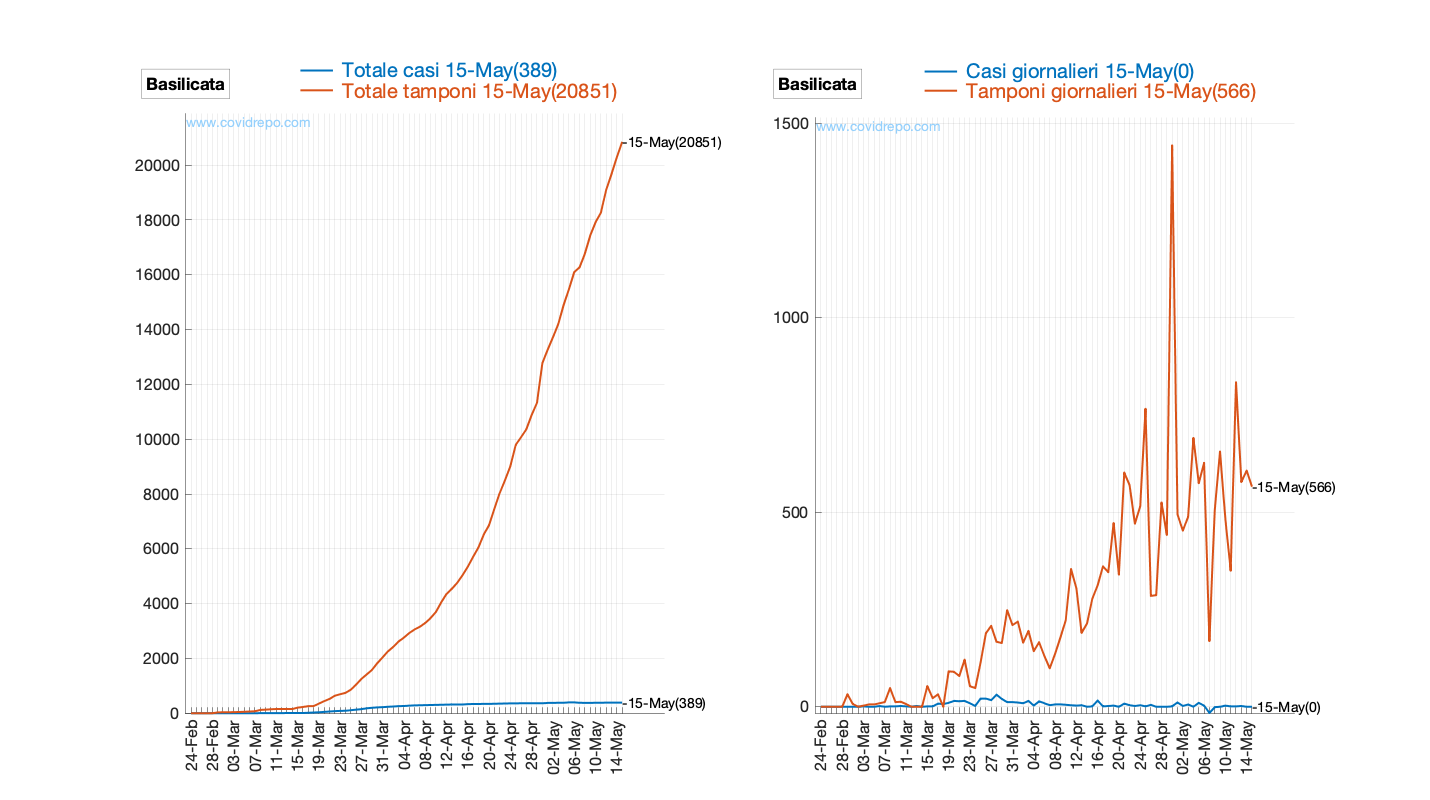 Basilicata
Totale casi 15-May(389)
Totale tamponi 15-May(20851)
www.covidrepo.com
15-May(20851)
20000
18000
16000
14000
12000
10000
8000
6000
4000
2000
0
15-May(389)
24-Feb
28-Feb
03-Mar
07-Mar
11-Mar
15-Mar
19-Mar
23-Mar
27-Mar
31-Mar
04-Apr
08-Apr
12-Apr
16-Apr
20-Apr
24-Apr
28-Apr
02-May
06-May
10-May
14-May
Basilicata
Casi giornalieri 15-May(0)
Tamponi giornalieri 15-May(566)
www.covidrepo.com
1500
1000
500
0
15-May(566)
15-May(0)
24-Feb
28-Feb
03-Mar
07-Mar
11-Mar
15-Mar
19-Mar
23-Mar
27-Mar
31-Mar
04-Apr
08-Apr
12-Apr
16-Apr
20-Apr
24-Apr
28-Apr
02-May
06-May
10-May
14-May